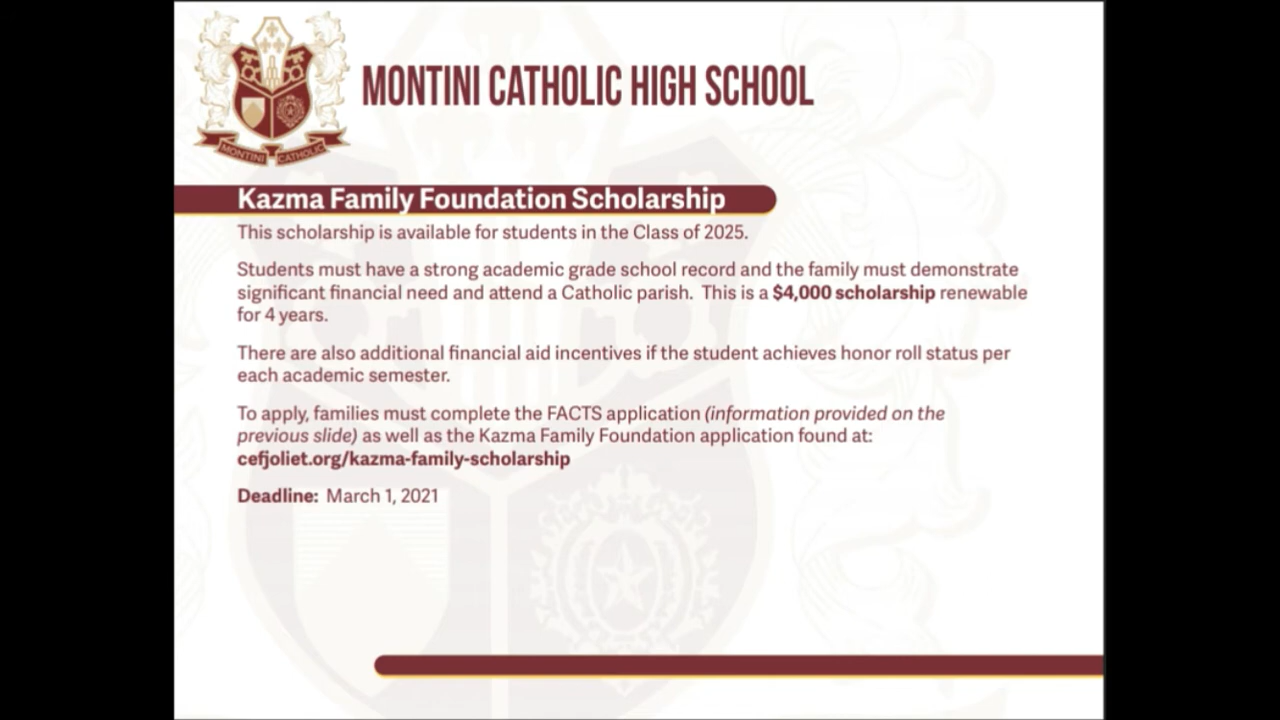 MONTINI CATHOLIC
MONTINI CATHOLIC HIGH SCHOOL
Kazma Family Foundation Scholarship
This scholarship is available for students in the Class of 2025.
Students must have a strong academic grade school record and the family must demonstrate
significant financial need and attend a Catholic parish. This is a $4,000 scholarship renewable
for 4 years.
There are also additional financial aid incentives if the student achieves honor roll status per
each academic semester.
To apply, families must complete the FACTS application (information provided on the
previous slide) as well as the Kazma Family Foundation application found at:
cefjoliet.org/kazma-family-scholarship
Deadline: March 1, 2021